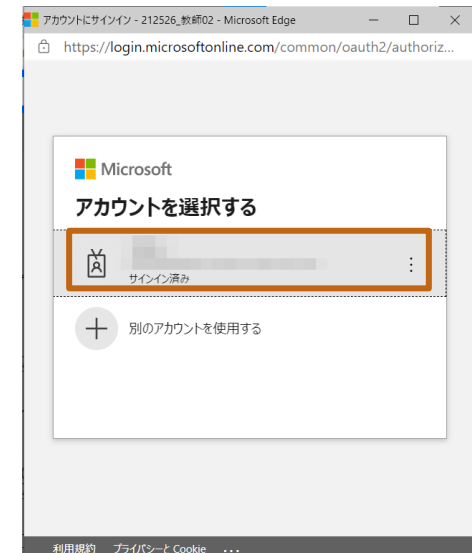 アカウントにサインイン - 212526_教師02 - Microsoft Edge
https://login.microsoftonline.com/common/oauth2/authoriz...
Microsoft
アカウントを選択する
サインイン済み
別のアカウントを使用する
利用規約 プライバシーと Cookie ...